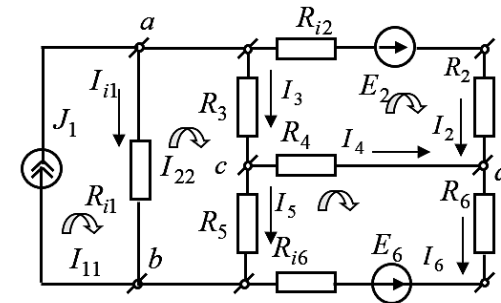 a
R_{i2}
I_{i1}
E_2
R_2
J_1
R_3
I_3
R_4
I_4
I_2
c
I_{22}
R_{i1}
R_5
I_5
R_6
I_{11}
b
R_{i6}
E_6
I_6